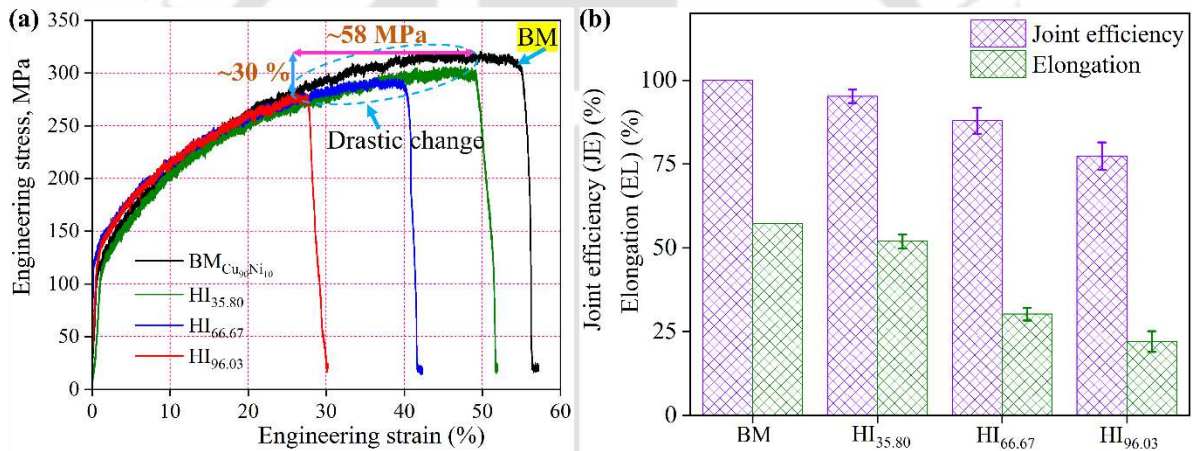 (a)
Engineering stress, MPa
350
300
250
200
150
100
50
0
~58 MPa
~30 %
BM
Drastic change
BM_Cu₉₀Ni₁₀
HI₃₅.₈₀
HI₆₆.₆₇
HI₉₆.₀₃
0 10 20 30 40 50 60
Engineering strain (%)
(b)
Joint efficiency (JE) (%)
Elongation (EL) (%)
Joint efficiency
Elongation
100
75
50
25
0
BM HI₃₅.₈₀ HI₆₆.₆₇ HI₉₆.₀₃